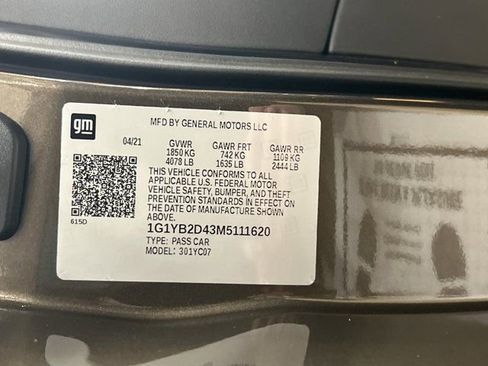 gm
MFD BY GENERAL MOTORS LLC
04/21 GVWR GAWR FRT GAWR RR
1850 KG 742 KG 1109 KG
4078 LB 1635 LB 2444 LB
THIS VEHICLE CONFORMS TO ALL
APPLICABLE U.S. FEDERAL MOTOR
VEHICLE SAFETY, BUMPER, AND THEFT
PREVENTION STANDARDS IN EFFECT ON
THE DATE OF MANUFACTURE SHOWN
ABOVE.
615D
1G1YB2D43M5111620
TYPE: PASS CAR
MODEL: 301YC07